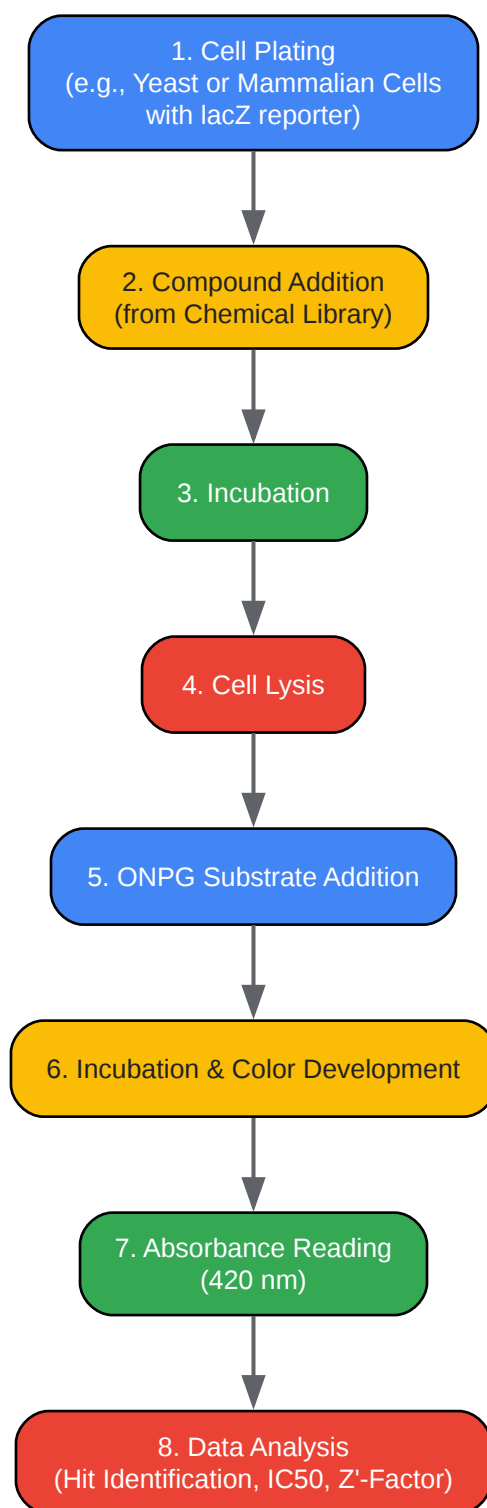 1. Cell Plating
(e.g., Yeast or Mammalian Cells
with lacZ reporter)
2. Compound Addition
(from Chemical Library)
3. Incubation
4. Cell Lysis
5. ONPG Substrate Addition
6. Incubation & Color Development
7. Absorbance Reading
(420 nm)
8. Data Analysis
(Hit Identification, IC50, Z'-Factor)